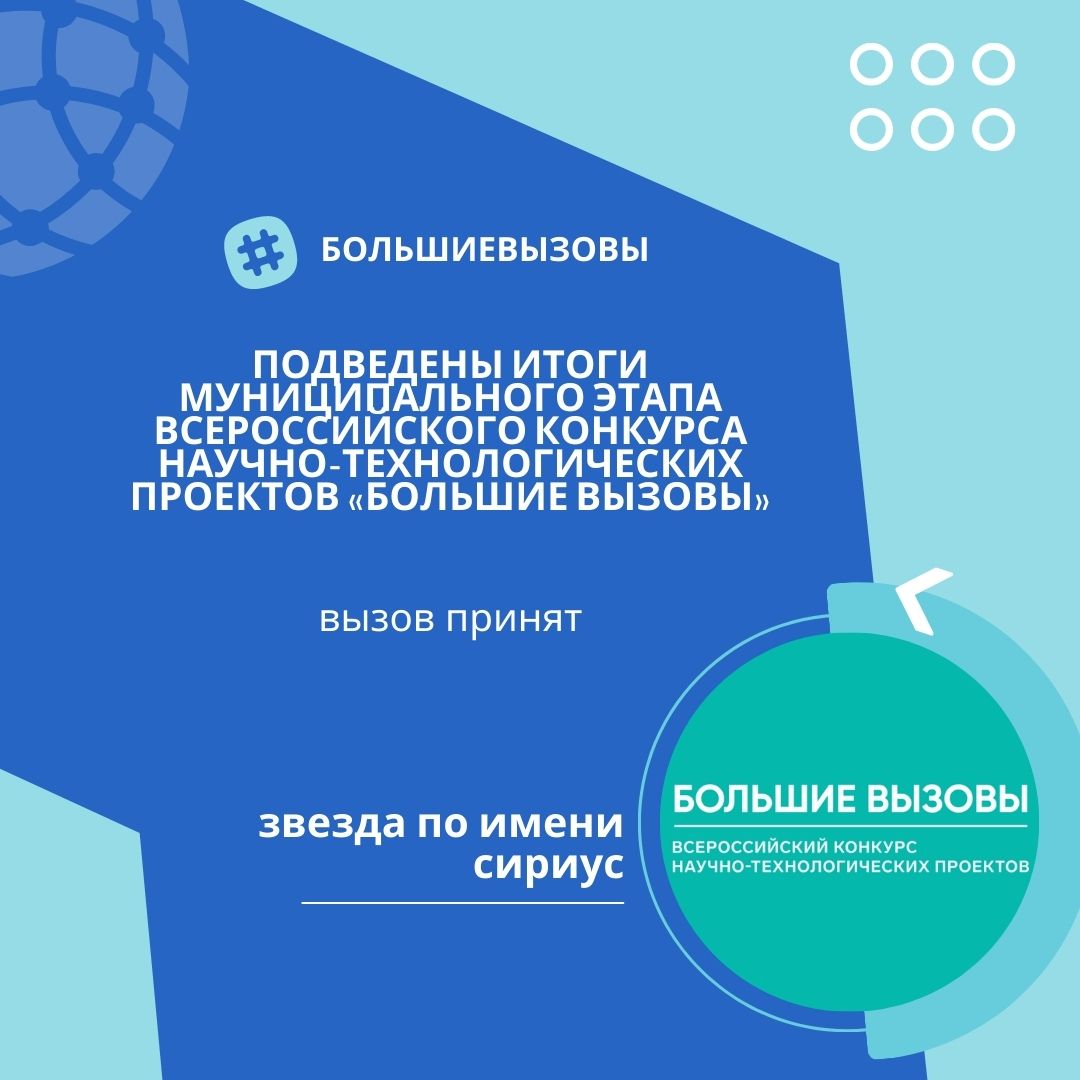 # БОЛЬШИЕВЫЗОВЫ
ПОДВЕДЕНЫ ИТОГИ
МУНИЦИПАЛЬНОГО ЭТАПА
ВСЕРОССИЙСКОГО КОНКУРСА
НАУЧНО-ТЕХНОЛОГИЧЕСКИХ
ПРОЕКТОВ «БОЛЬШИЕ ВЫЗОВЫ»
вызов принят
звезда по имени
сириус
БОЛЬШИЕ ВЫЗОВЫ
ВСЕРОССИЙСКИЙ КОНКУРС
НАУЧНО-ТЕХНОЛОГИЧЕСКИХ ПРОЕКТОВ